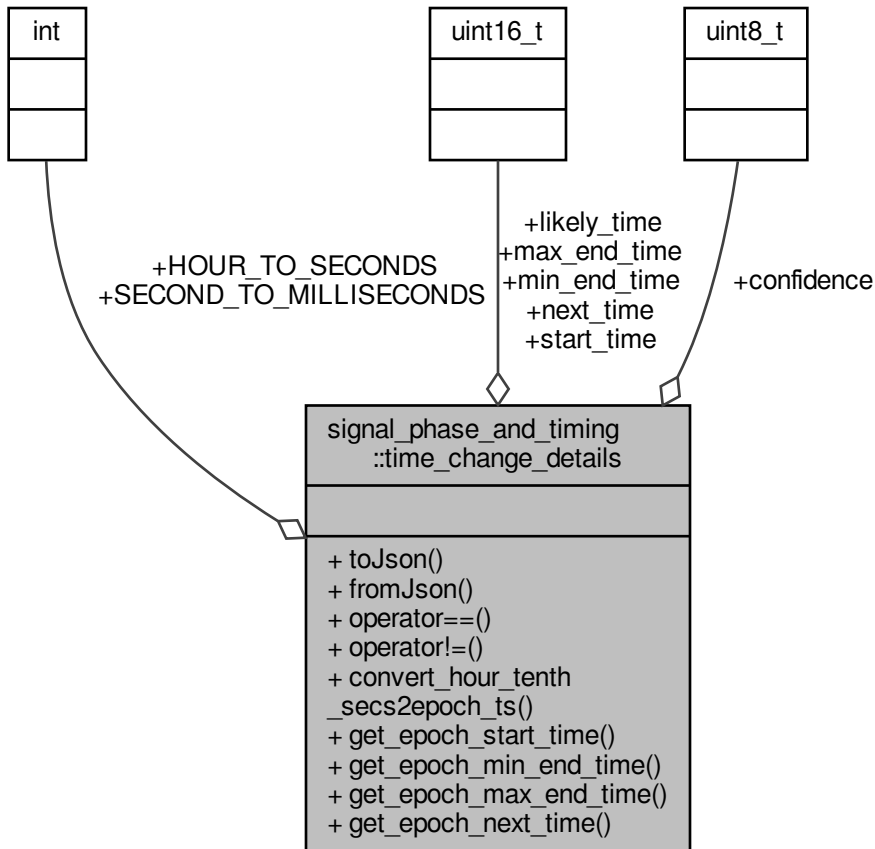 int
uint16_t
uint8_t
+HOUR_TO_SECONDS
+SECOND_TO_MILLISECONDS
+likely_time
+max_end_time
+min_end_time
+next_time
+start_time
+confidence
signal_phase_and_timing
::time_change_details
+ toJson()
+ fromJson()
+ operator==()
+ operator!=()
+ convert_hour_tenth
_secs2epoch_ts()
+ get_epoch_start_time()
+ get_epoch_min_end_time()
+ get_epoch_max_end_time()
+ get_epoch_next_time()